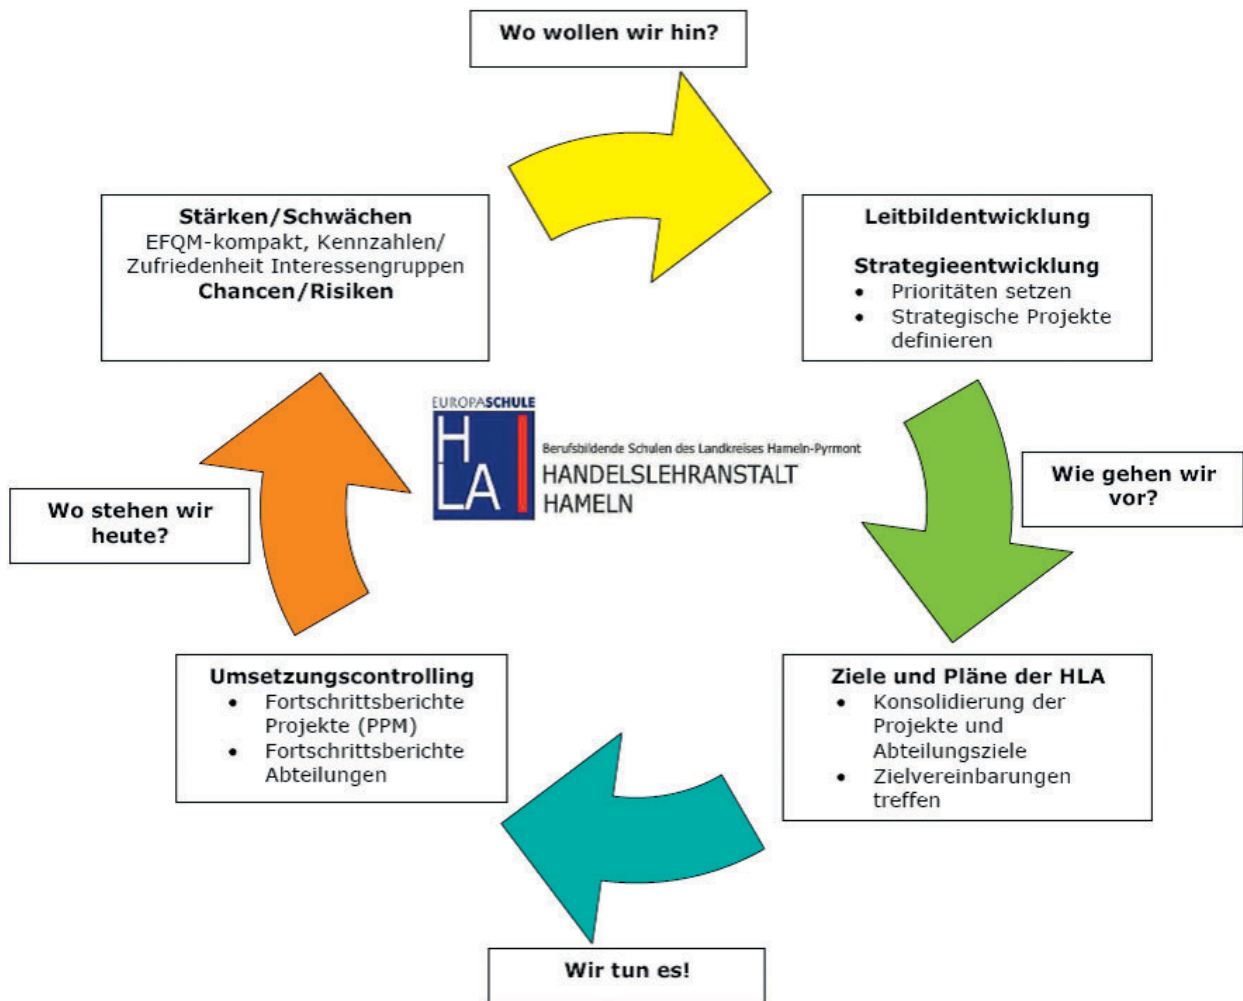 Wo wollen wir hin?
Stärken/Schwächen
EFQM-kompakt, Kennzahlen/
Zufriedenheit Interessengruppen
Chancen/Risiken
Leitbildentwicklung
Strategieentwicklung
• Prioritäten setzen
• Strategische Projekte
definieren
EUROPASCHULE
H
LA
Berufsbildende Schulen des Landkreises Hameln-Pyrmont
HANDELSLEHRANSTALT
HAMELN
Wo stehen wir
heute?
Wie gehen wir
vor?
Umsetzungscontrolling
• Fortschrittsberichte
Projekte (PPM)
• Fortschrittsberichte
Abteilungen
Ziele und Pläne der HLA
• Konsolidierung der
Projekte und
Abteilungsziele
• Zielvereinbarungen
treffen
Wir tun es!